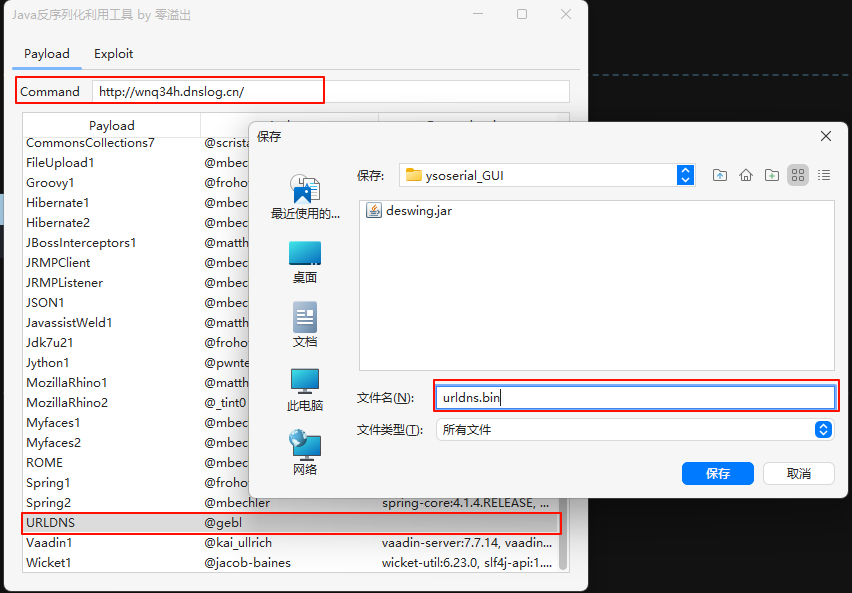 Java反序列化利用工具 by 零溢出
Payload Exploit
Command http://wnq34h.dnslog.cn/
Payload
CommonsCollections7 @scrista
FileUpload1 @mbec
Groovy1 @froho
Hibernate1 @mbec
Hibernate2 @mbec
JBossInterceptors1 @matth
JRMPClient @mbec
JRMPListener @mbec
JSON1 @mbec
JavassistWeld1 @matth
Jdk7u21 @froho
Jython1 @pwnte
MozillaRhino1 @matth
MozillaRhino2 @_tint0
Myfaces1 @mbec
Myfaces2 @mbec
ROME @mbec
Spring1 @froho
Spring2 @mbechler spring-core:4.1.4.RELEASE, ...
URLDNS @gebl
Vaadin1 @kai_ullrich vaadin-server:7.7.14, vaadin...
Wicket1 @jacob-baines wicket-util:6.23.0, slf4j-api:1....
保存
保存: ysoserial_GUI
最近使用的...
桌面
文档
此电脑
网络
deswing.jar
文件名(N): urldns.bin
文件类型(T): 所有文件
保存 取消